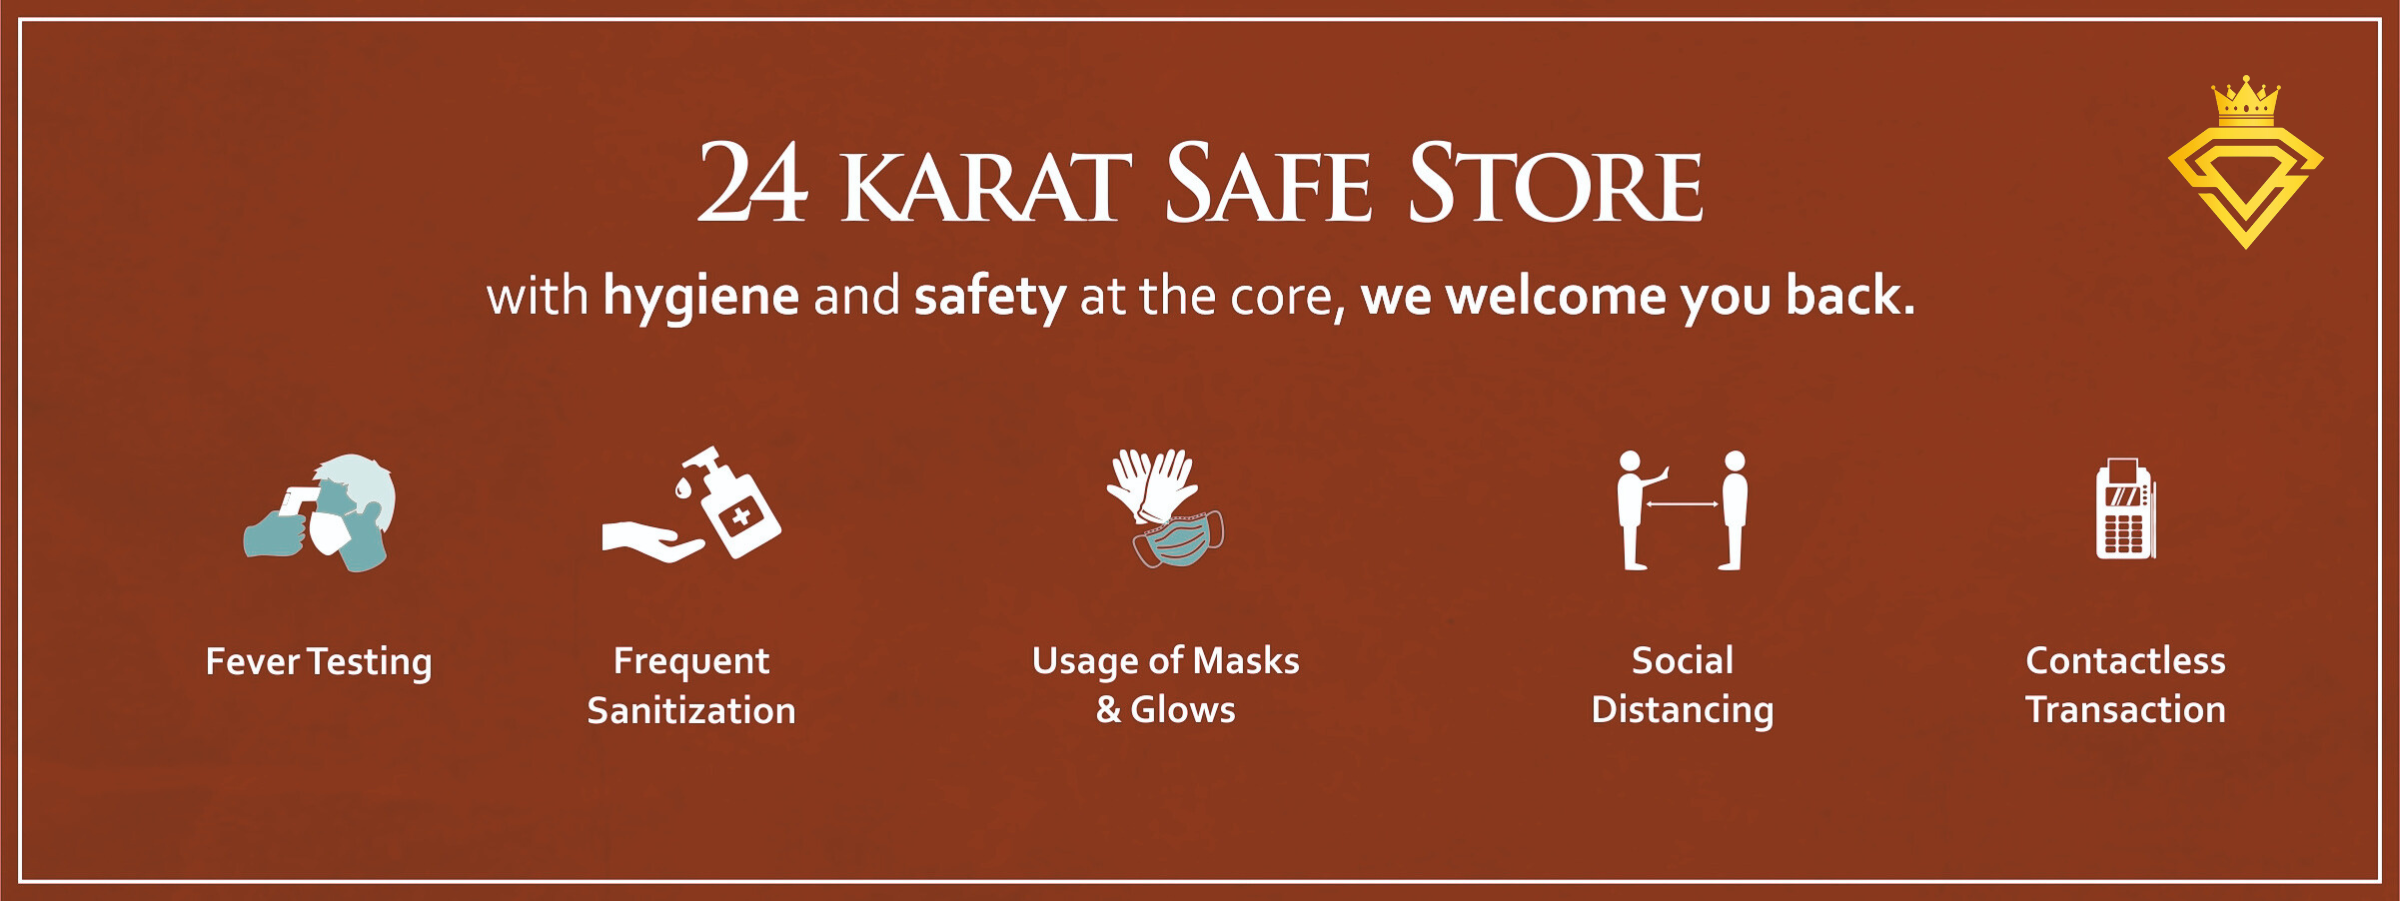 24 KARAT SAFE STORE
with hygiene and safety at the core, we welcome you back.
Fever Testing
Frequent
Sanitization
Usage of Masks
& Glows
Social
Distancing
Contactless
Transaction